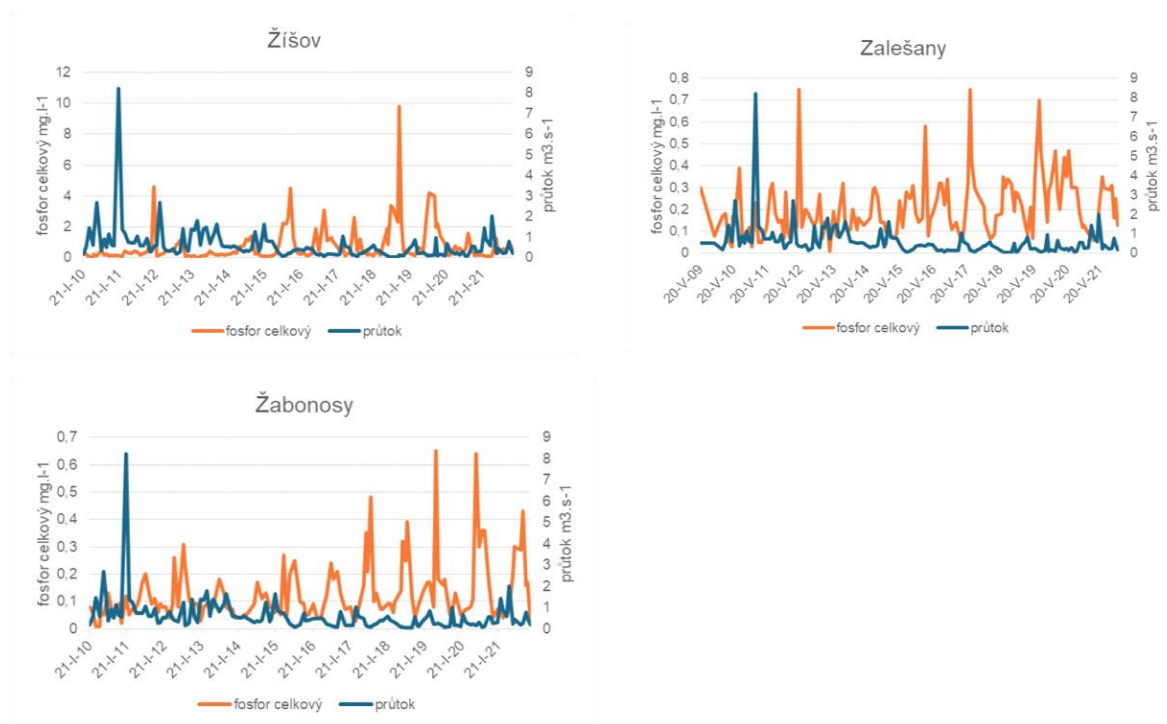 Žíšov
fosfor celkový mg.l-1
12
10
8
6
4
2
0
9
8
7
6
5
4
3
2
1
0
průtok m3.s-1
21-I-10
21-I-11
21-I-12
21-I-13
21-I-14
21-I-15
21-I-16
21-I-17
21-I-18
21-I-19
21-I-20
21-I-21
fosfor celkový průtok
Zalešany
fosfor celkový mg.l-1
0,8
0,7
0,6
0,5
0,4
0,3
0,2
0,1
0
9
8
7
6
5
4
3
2
1
0
průtok m3.s-1
20-V-09
20-V-10
20-V-11
20-V-12
20-V-13
20-V-14
20-V-15
20-V-16
20-V-17
20-V-18
20-V-19
20-V-20
20-V-21
fosfor celkový průtok
Žabonosy
fosfor celkový mg.l-1
0,7
0,6
0,5
0,4
0,3
0,2
0,1
0
9
8
7
6
5
4
3
2
1
0
průtok m3.s-1
21-I-10
21-I-11
21-I-12
21-I-13
21-I-14
21-I-15
21-I-16
21-I-17
21-I-18
21-I-19
21-I-20
21-I-21
fosfor celkový průtok